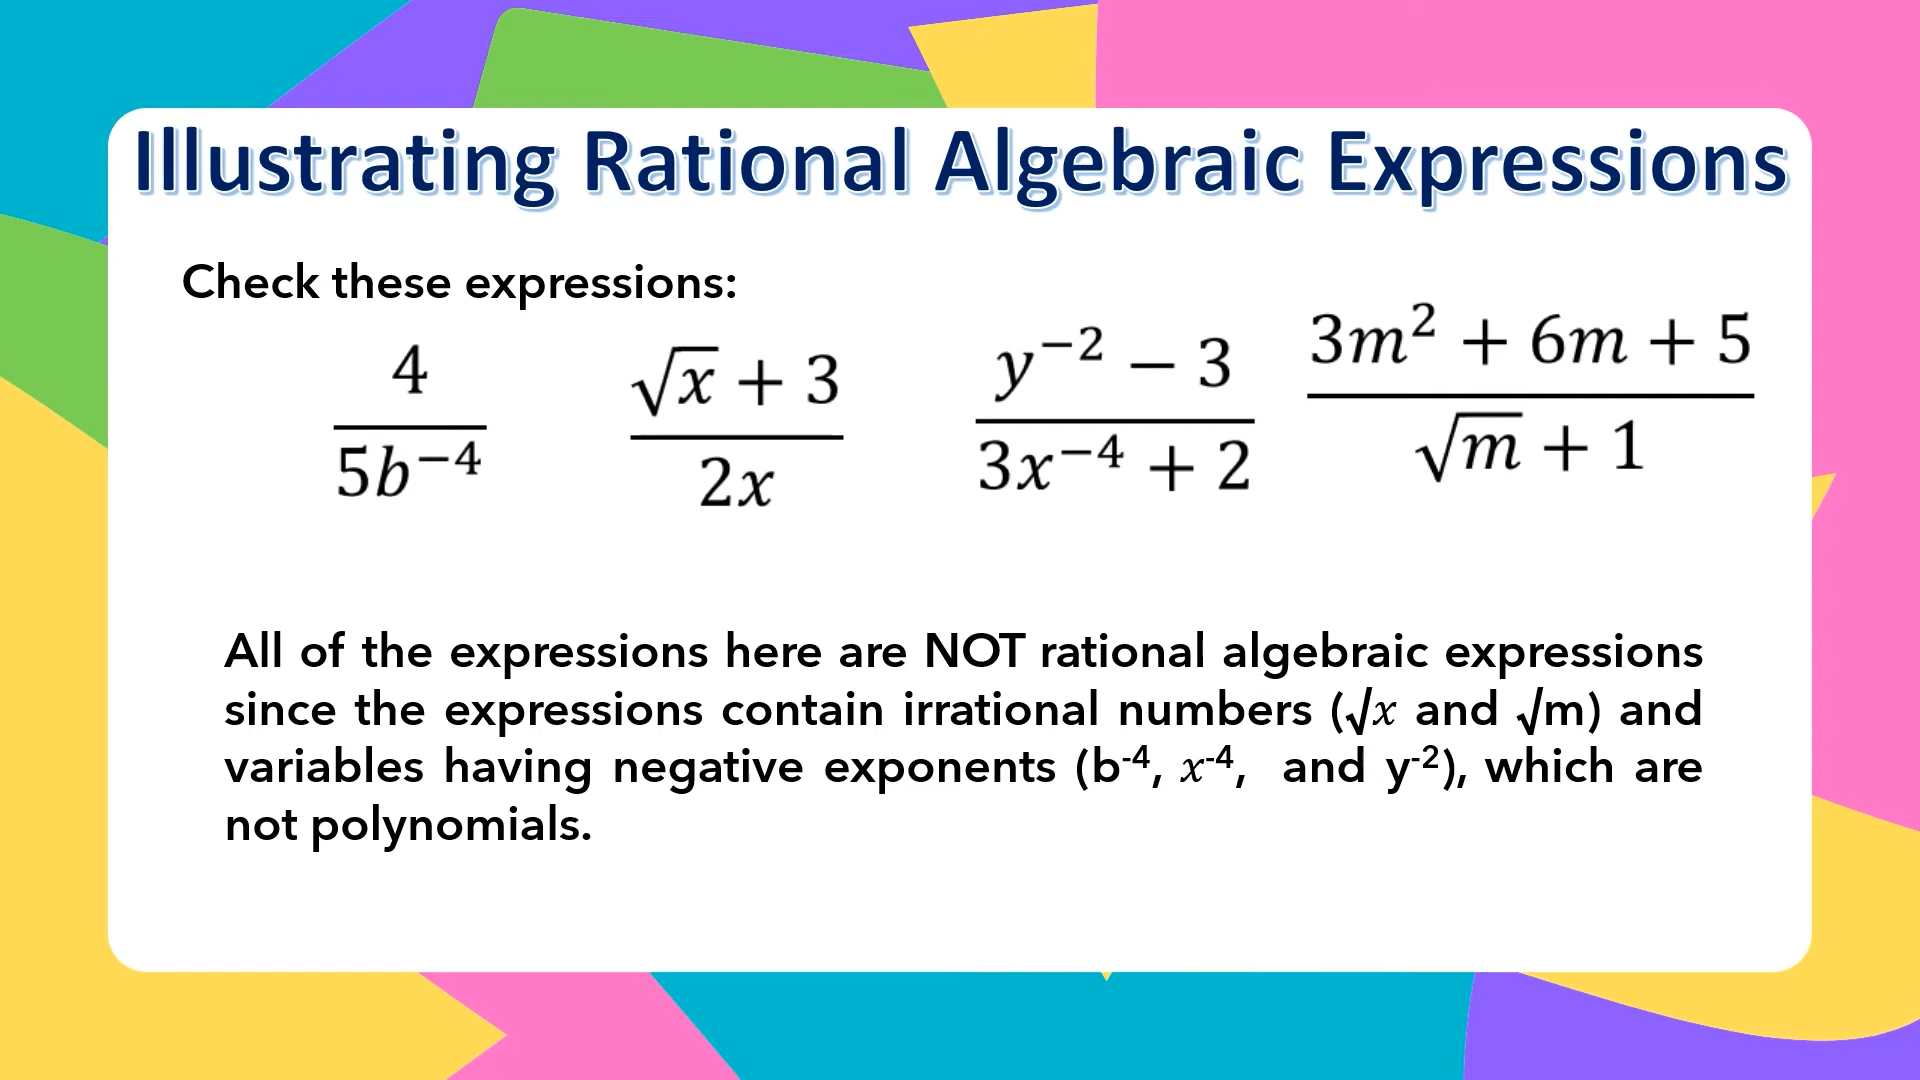 Illustrating Rational Algebraic Expressions
Check these expressions:
4/(5b⁻⁴)
(√x + 3)/(2x)
(y⁻² − 3)/(3x⁻⁴ + 2)
(3m² + 6m + 5)/(√m + 1)
All of the expressions here are NOT rational algebraic expressions
since the expressions contain irrational numbers (√x and √m) and
variables having negative exponents (b⁻⁴, x⁻⁴, and y⁻²), which are
not polynomials.